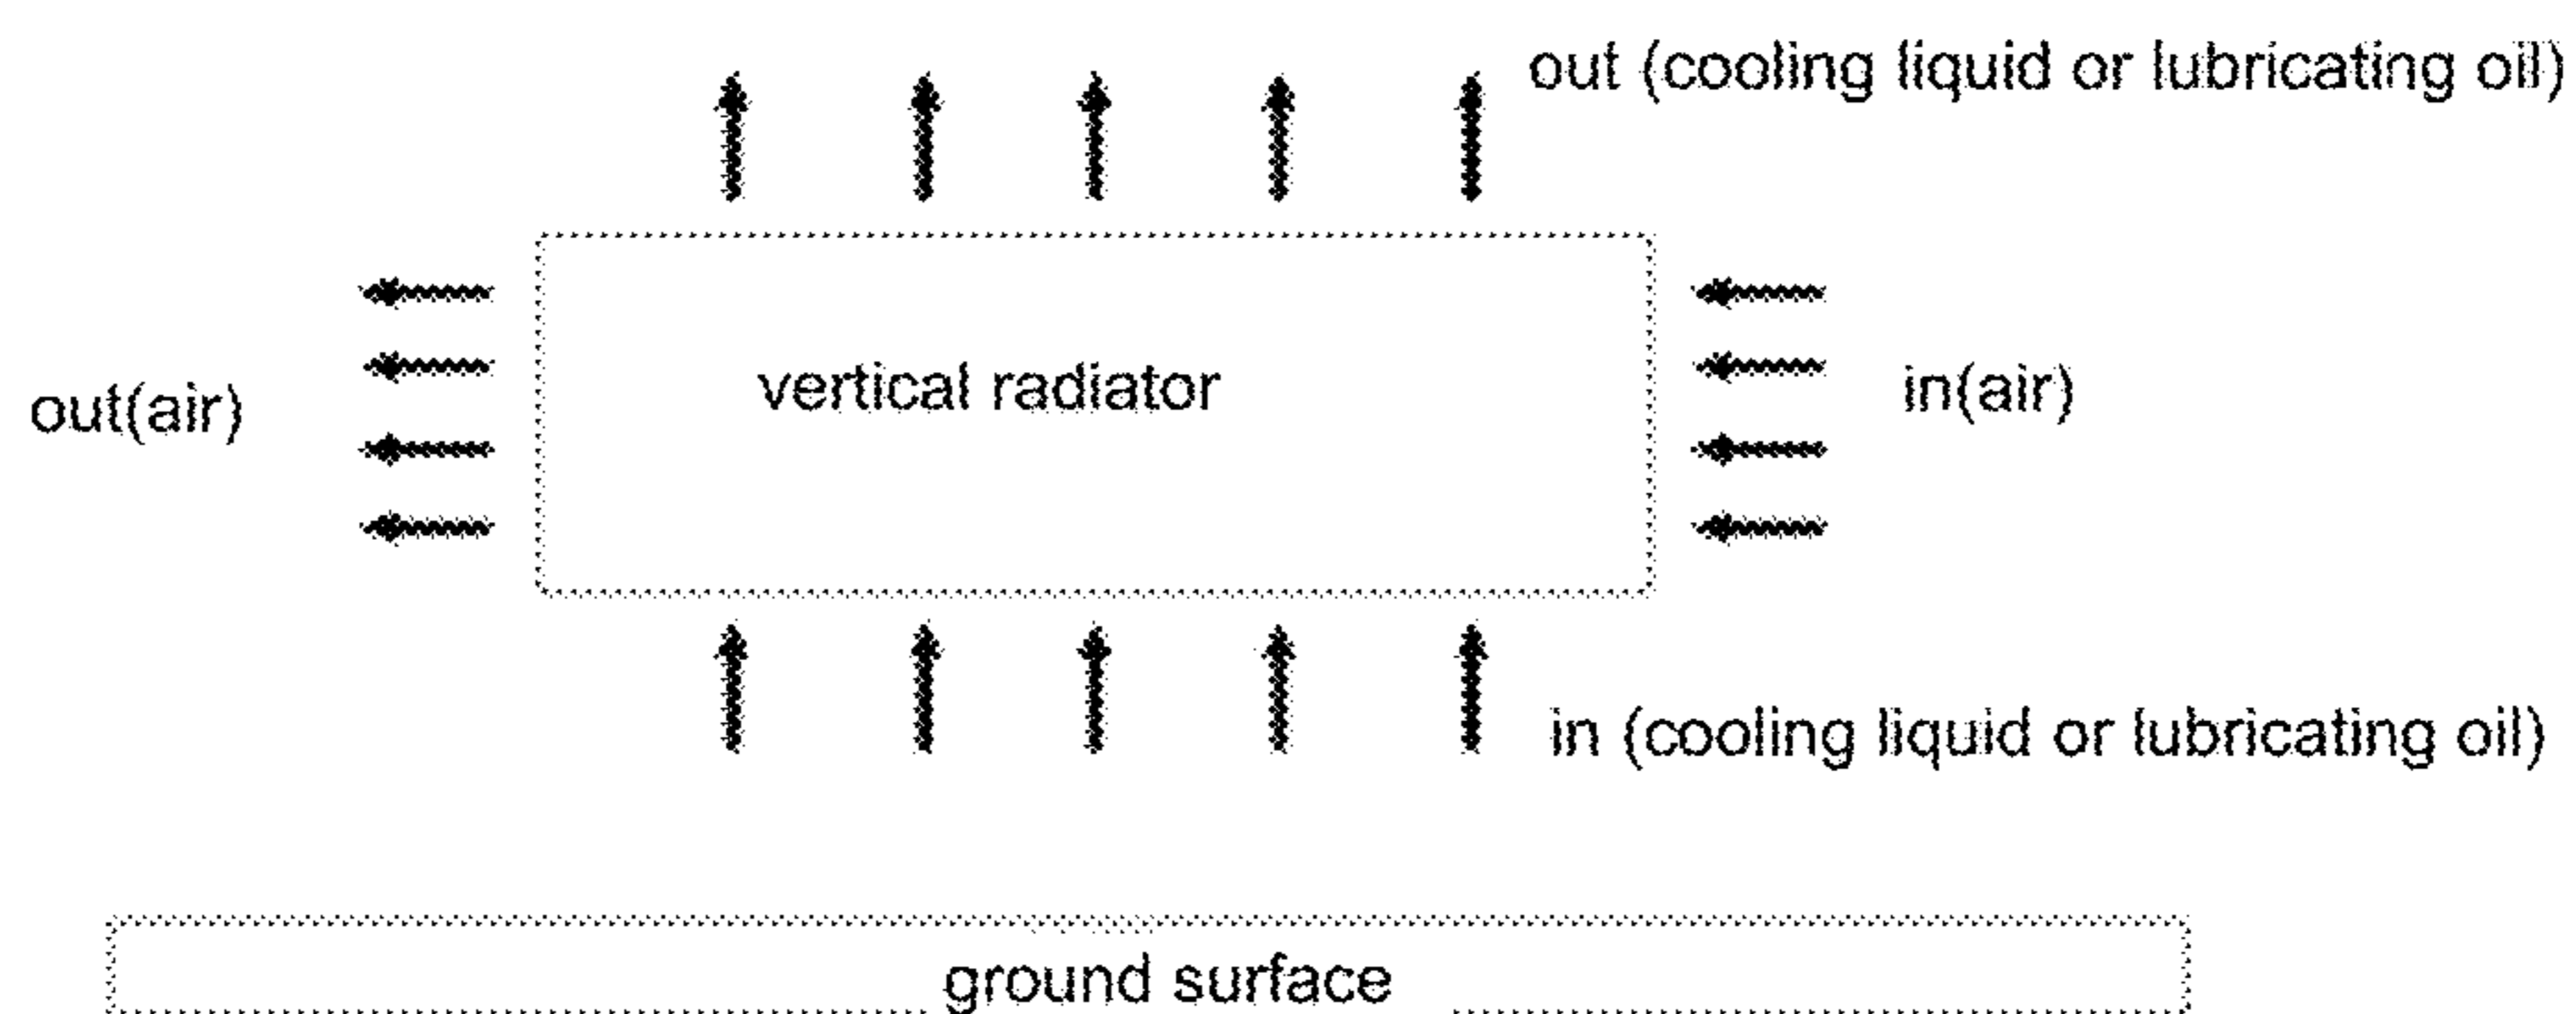 out (cooling liquid or lubricating oil)
vertical radiator
out(air)
in(air)
in (cooling liquid or lubricating oil)
ground surface